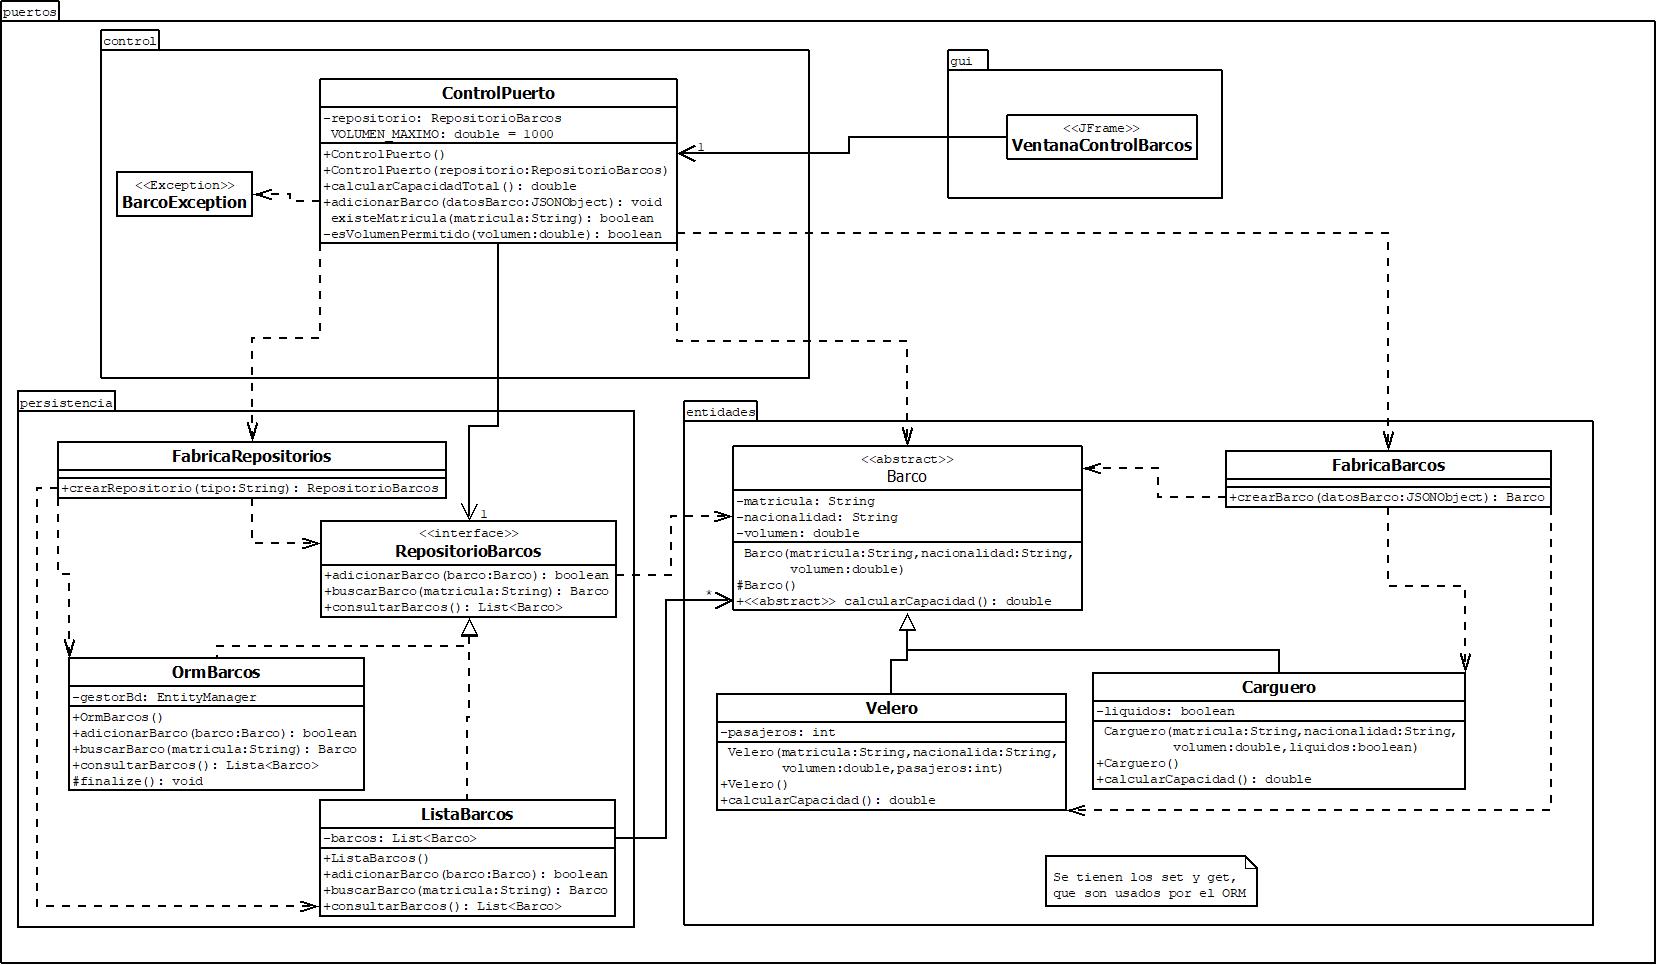 puertos
control
ControlPuerto
-repositorio: RepositorioBarcos
VOLUMEN_MAXIMO: double = 1000
+ControlPuerto()
+ControlPuerto(repositorio:RepositorioBarcos)
+calcularCapacidadTotal(): double
+adicionarBarco(datosBarco:JSONObject): void
existeMatricula(matricula:String): boolean
-esVolumenPermitido(volumen:double): boolean
<<Exception>>
BarcoException
gui
<<JFrame>>
VentanaControlBarcos
1
persistencia
FabricaRepositorios
+crearRepositorio(tipo:String): RepositorioBarcos
1
<<interface>>
RepositorioBarcos
+adicionarBarco(barco:Barco): boolean
+buscarBarco(matricula:String): Barco
+consultarBarcos(): List<Barco>
OrmBarcos
-gestorBd: EntityManager
+OrmBarcos()
+adicionarBarco(barco:Barco): boolean
+buscarBarco(matricula:String): Barco
+consultarBarcos(): Lista<Barco>
#finalize(): void
ListaBarcos
-barcos: List<Barco>
+ListaBarcos()
+adicionarBarco(barco:Barco): boolean
+buscarBarco(matricula:String): Barco
+consultarBarcos(): List<Barco>
entidades
<<abstract>>
Barco
-matricula: String
-nacionalidad: String
-volumen: double
Barco(matricula:String,nacionalidad:String,
volumen:double)
#Barco()
+<<abstract>> calcularCapacidad(): double
*
FabricaBarcos
+crearBarco(datosBarco:JSONObject): Barco
Velero
-pasajeros: int
Velero(matricula:String,nacionalida:String,
volumen:double,pasajeros:int)
+Velero()
+calcularCapacidad(): double
Carguero
-liquidos: boolean
Carguero(matricula:String,nacionalidad:String,
volumen:double,liquidos:boolean)
+Carguero()
+calcularCapacidad(): double
Se tienen los set y get,
que son usados por el ORM